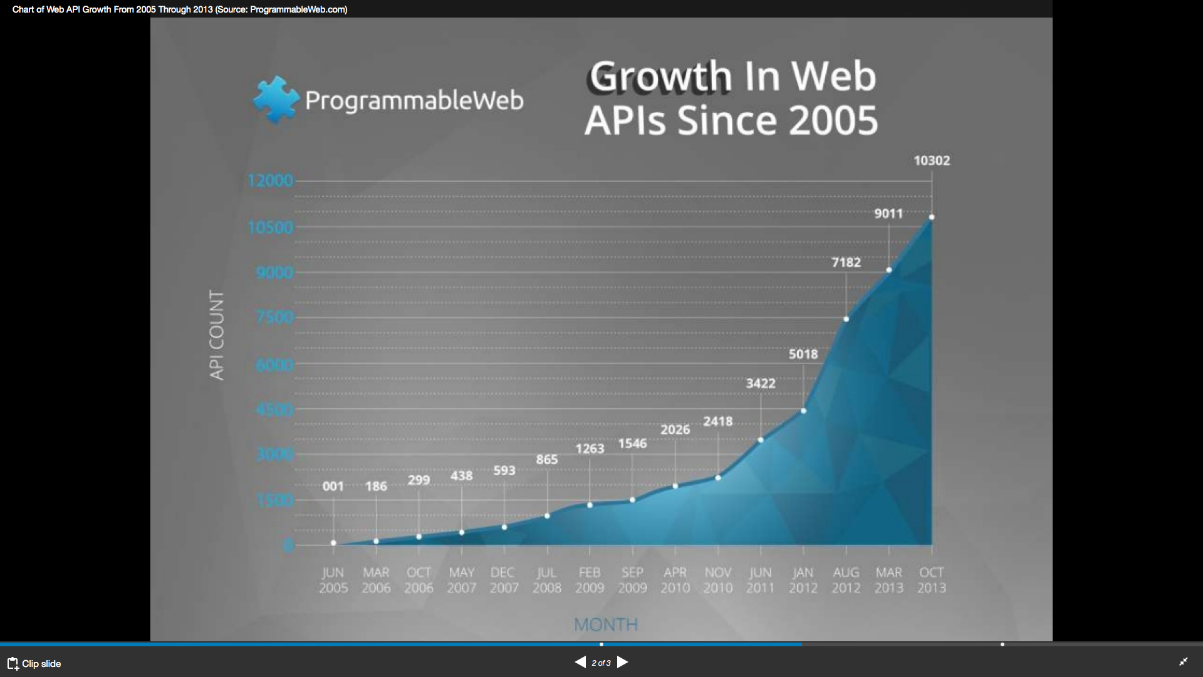 Chart of Web API Growth From 2005 Through 2013 (Source: ProgrammableWeb.com)
ProgrammableWeb
Growth In Web
APIs Since 2005
API COUNT
12000
10500
9000
7500
6000
4500
3000
1500
0
001 186 299 438 593 865 1263 1546 2026 2418 3422 5018 7182 9011 10302
JUN MAR OCT MAY DEC JUL FEB SEP APR NOV JUN JAN AUG MAR OCT
2005 2006 2006 2007 2007 2008 2009 2009 2010 2010 2011 2012 2012 2013 2013
MONTH
Clip slide
2 of 3